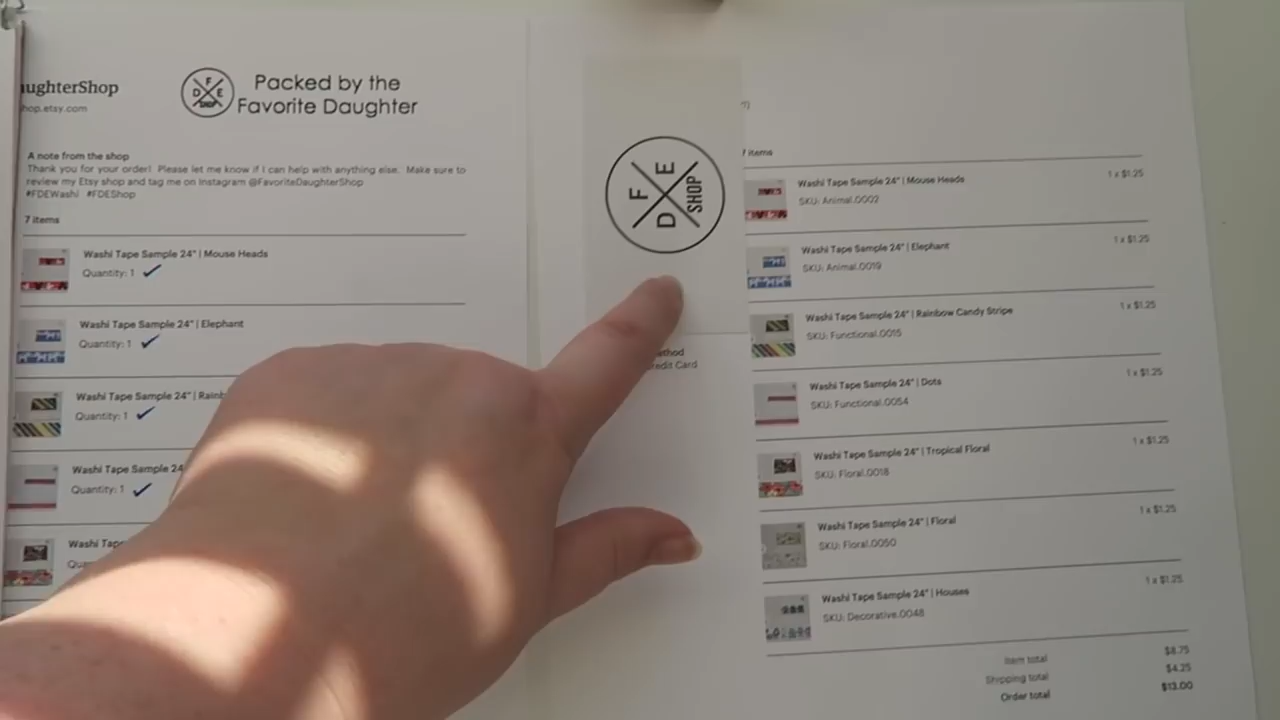 aughterShop
hop.etsy.com
F
D E
SHOP
Packed by the
Favorite Daughter
A note from the shop
Thank you for your order! Please let me know if I can help with anything else. Make sure to
review my Etsy shop and tag me on Instagram @FavoriteDaughterShop
#FDEWashi #FDEShop
7 items
Washi Tape Sample 24" | Mouse Heads
Quantity: 1
Washi Tape Sample 24" | Elephant
Quantity: 1
Washi Tape Sample 24" | Rainb
Quantity: 1
Washi Tape Sample 24
Quantity: 1
Washi Tap
Qua
F
D E
SHOP
ethod
redit Card
7 items
Washi Tape Sample 24" | Mouse Heads 1 x $1.25
SKU: Animal.0002
Washi Tape Sample 24" | Elephant 1 x $1.25
SKU: Animal.0019
Washi Tape Sample 24" | Rainbow Candy Stripe 1 x $1.25
SKU: Functional.0015
Washi Tape Sample 24" | Dots 1 x $1.25
SKU: Functional.0054
Washi Tape Sample 24" | Tropical Floral 1 x $1.25
SKU: Floral.0018
Washi Tape Sample 24" | Floral 1 x $1.25
SKU: Floral.0050
Washi Tape Sample 24" | Houses 1 x $1.25
SKU: Decorative.0048
Item total $8.75
Shipping total $4.25
Order total $13.00